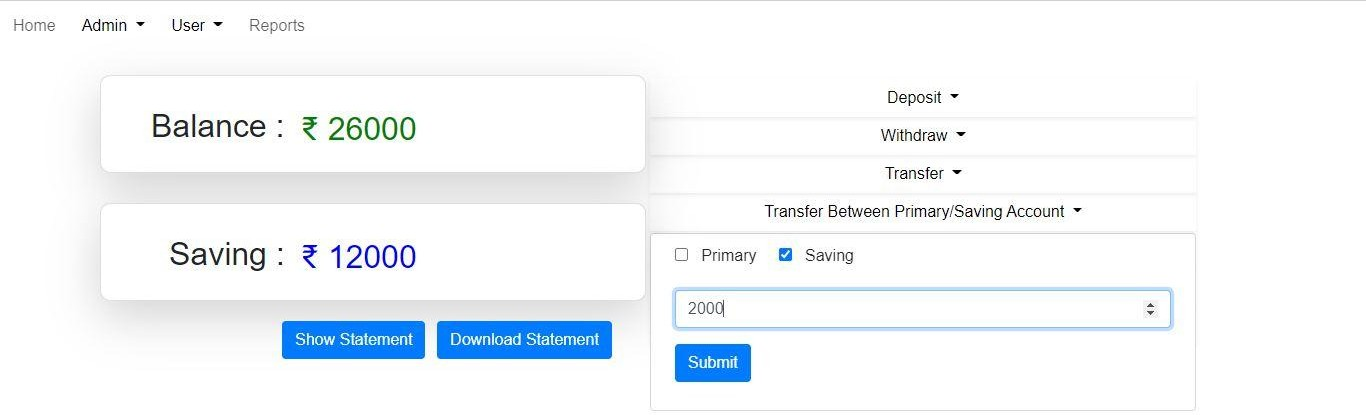 Home Admin User Reports
Balance : ₹ 26000
Saving : ₹ 12000
Show Statement Download Statement
Deposit
Withdraw
Transfer
Transfer Between Primary/Saving Account
Primary Saving
2000
Submit